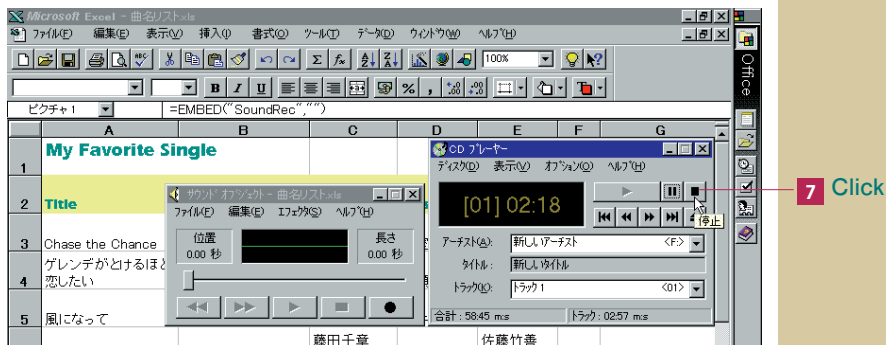 Microsoft Excel - 曲名リスト.xls
ファイル(F) 編集(E) 表示(V) 挿入(I) 書式(O) ツール(T) データ(D) ウィンドウ(W) ヘルプ(H)
100%
B I U
ピクチャ 1 =EMBED("SoundRec","")
A B C D E F G
1 My Favorite Single
2 Title
3 Chase the Chance
4 ゲレンデがとけるほど
恋したい
5 風になって
藤田千章 佐藤竹善
サウンド オブジェクト - 曲名リスト.xls
ファイル(F) 編集(E) エフェクタ(S) ヘルプ(H)
位置
0.00 秒
長さ
0.00 秒
CD プレーヤー
ディスク(D) 表示(V) オプション(O) ヘルプ(H)
[01] 02:18
停止
アーチスト(A): 新しいアーチスト <F:>
タイトル: 新しいタイトル
トラック(K): トラック 1 <01>
合計 : 58:45 m:s トラック : 02:57 m:s
Office
7 Click